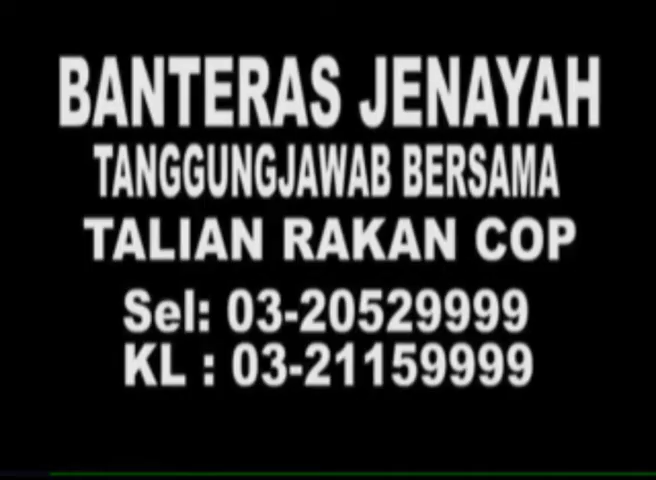 BANTERAS JENAYAH
TANGGUNGJAWAB BERSAMA
TALIAN RAKAN COP
Sel: 03-20529999
KL : 03-21159999